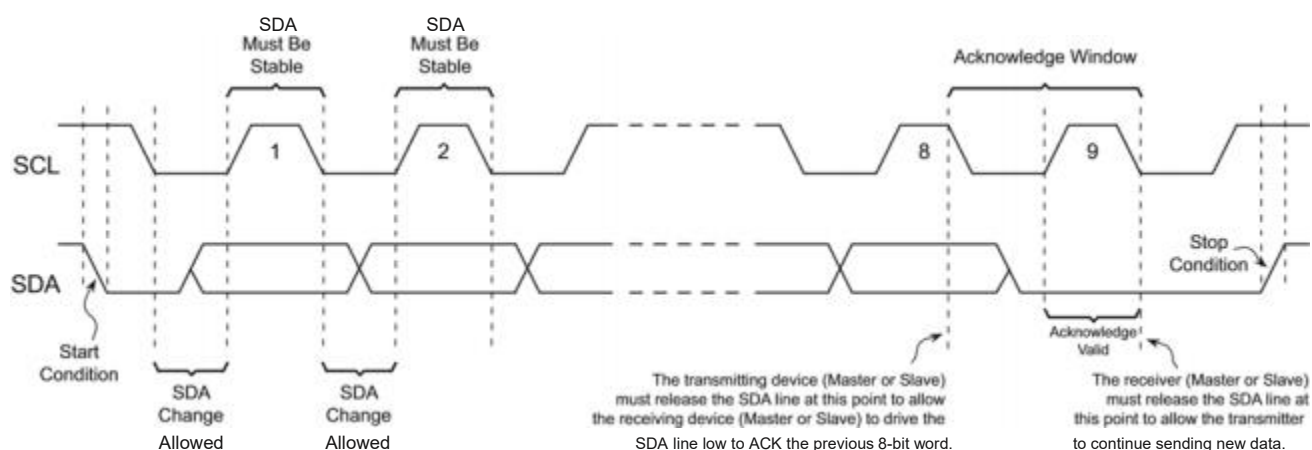 SDA
Must Be
Stable
SDA
Must Be
Stable
Acknowledge Window
SCL
1
2
8
9
SDA
Stop
Condition
Start
Condition
SDA
Change
Allowed
SDA
Change
Allowed
Acknowledge
Valid
The transmitting device (Master or Slave)
must release the SDA line at this point to allow
the receiving device (Master or Slave) to drive the
SDA line low to ACK the previous 8-bit word.
The receiver (Master or Slave)
must release the SDA line at
this point to allow the transmitter
to continue sending new data.